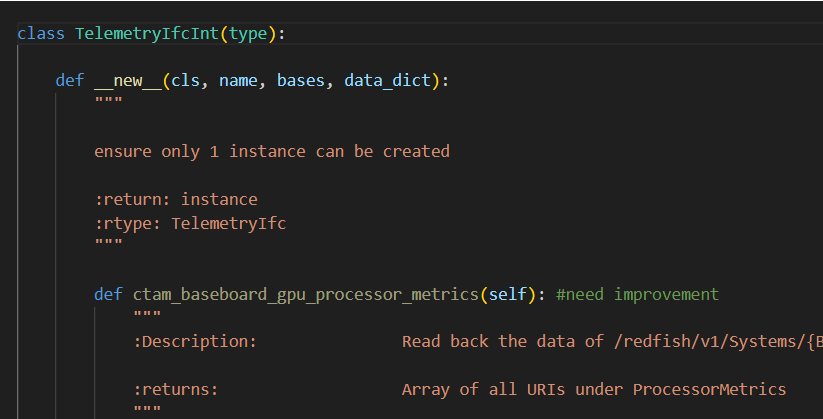 class TelemetryIfcInt(type):
def __new__(cls, name, bases, data_dict):
"""
ensure only 1 instance can be created
:return: instance
:rtype: TelemetryIfc
"""
def ctam_baseboard_gpu_processor_metrics(self): #need improvement
"""
:Description: Read back the data of /redfish/v1/Systems/{B
:returns: Array of all URIs under ProcessorMetrics
"""